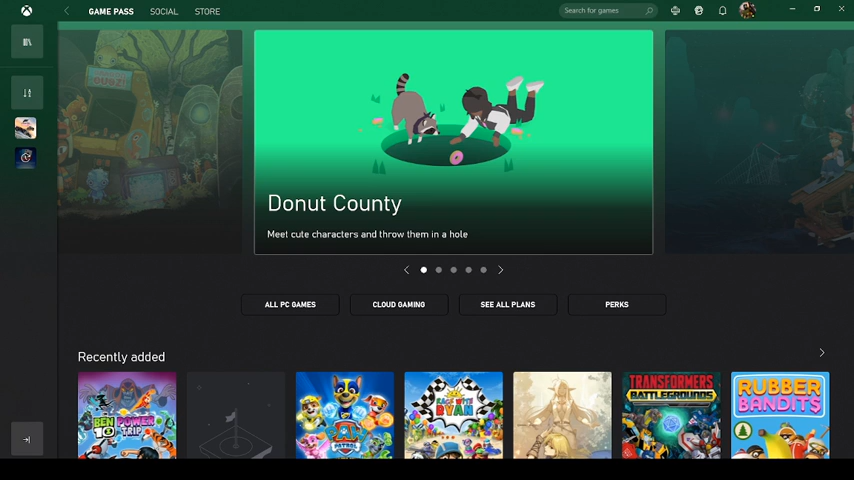 GAME PASS SOCIAL STORE
Search for games
Donut County
Meet cute characters and throw them in a hole
ALL PC GAMES CLOUD GAMING SEE ALL PLANS PERKS
Recently added
BEN 10 POWER TRIP
PAW PATROL
RACE WITH RYAN
TRANSFORMERS
BATTLEGROUNDS
RUBBER
BANDITS